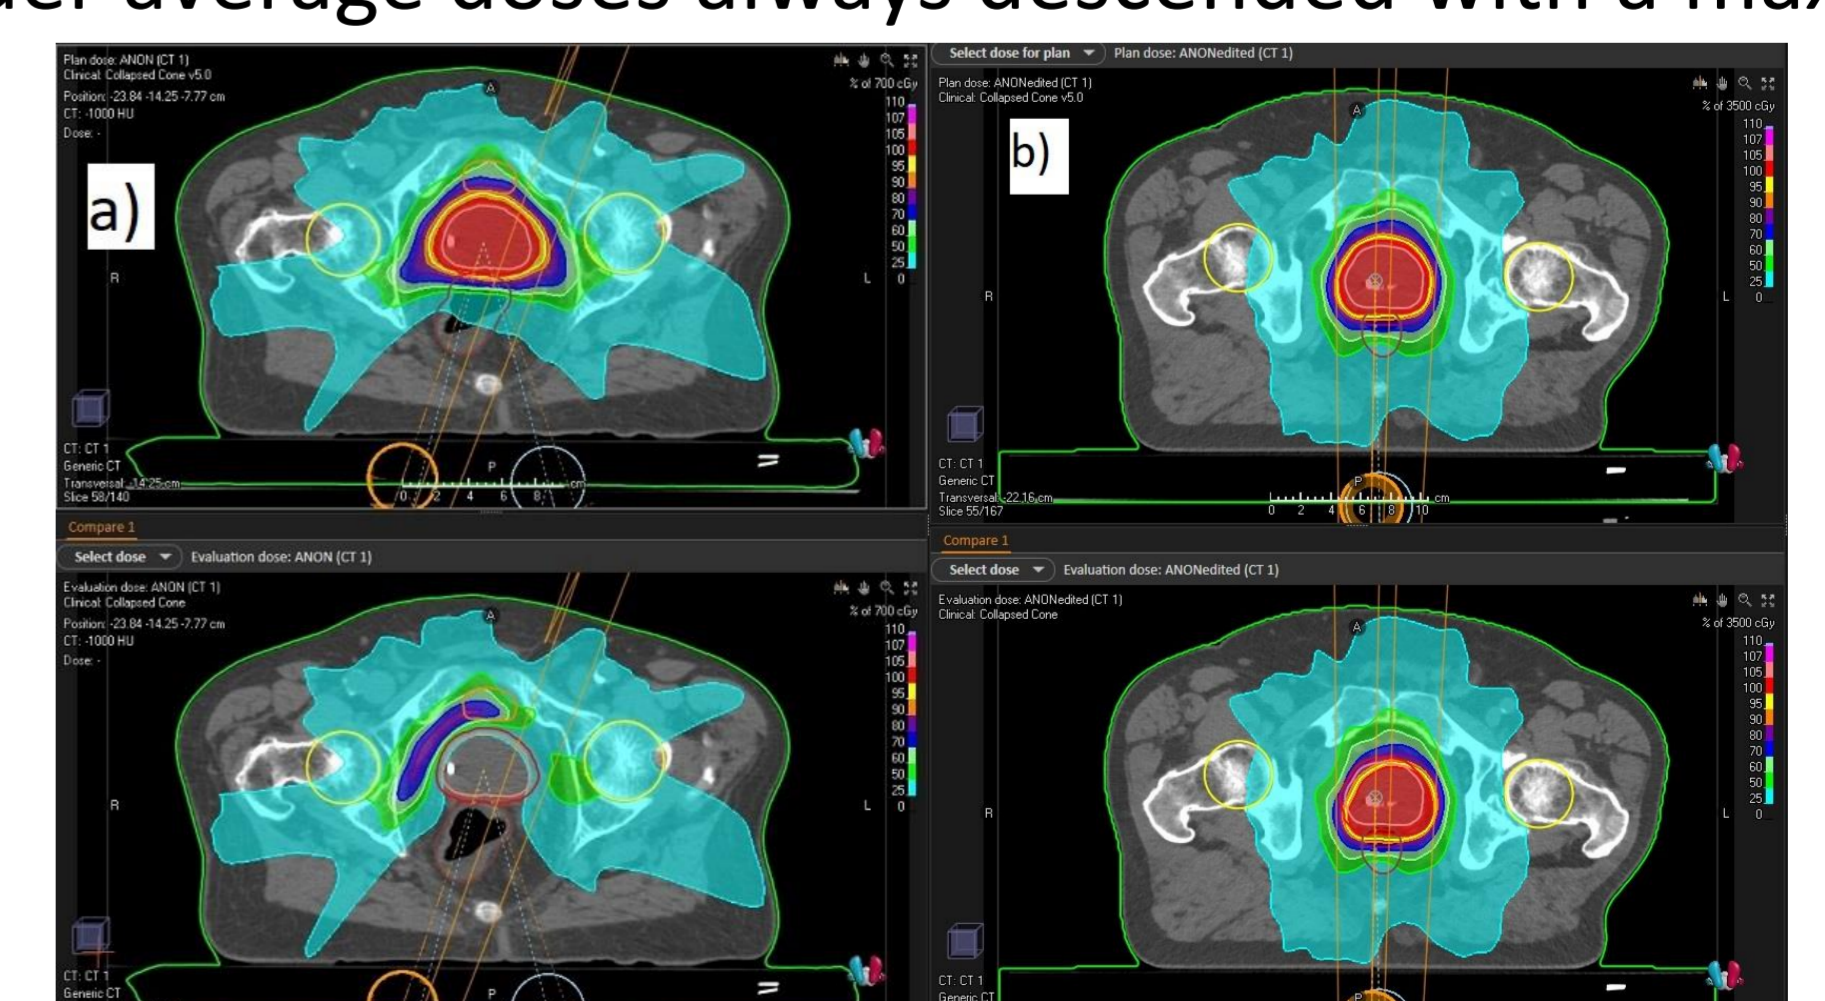 der average doses always descended with a max
Plan dose: ANON (CT 1)
Clinical: Collapsed Cone v5.0
Position: -23.84 -14.25 -7.77 cm
CT: -1000 HU
Dose: -
a)
A
R
L
% of 700 cGy
110
107
105
100
95
90
80
70
60
50
25
0
CT: CT 1
Generic CT
Transversal: -14.25 cm
Slice 58/140
P
0 2 4 6 8 cm
Select dose for plan
Plan dose: ANONedited (CT 1)
Plan dose: ANONedited (CT 1)
Clinical: Collapsed Cone v5.0
b)
A
R
L
% of 3500 cGy
110
107
105
100
95
90
80
70
60
50
25
0
CT: CT 1
Generic CT
Transversal: -22.16 cm
Slice 55/167
P
0 2 4 6 8 10 cm
Compare 1
Select dose
Evaluation dose: ANON (CT 1)
Evaluation dose: ANON (CT 1)
Clinical: Collapsed Cone
Position: -23.84 -14.25 -7.77 cm
CT: -1000 HU
Dose: -
A
R
L
% of 700 cGy
110
107
105
100
95
90
80
70
60
50
25
0
CT: CT 1
Generic CT
P
Compare 1
Select dose
Evaluation dose: ANONedited (CT 1)
Evaluation dose: ANONedited (CT 1)
Clinical: Collapsed Cone
A
R
L
% of 3500 cGy
110
107
105
100
95
90
80
70
60
50
25
0
CT: CT 1
Generic CT
P